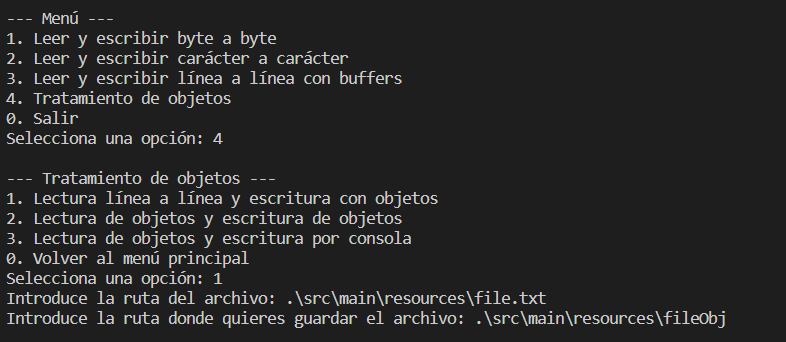 --- Menú ---
1. Leer y escribir byte a byte
2. Leer y escribir carácter a carácter
3. Leer y escribir línea a línea con buffers
4. Tratamiento de objetos
0. Salir
Selecciona una opción: 4
--- Tratamiento de objetos ---
1. Lectura línea a línea y escritura con objetos
2. Lectura de objetos y escritura de objetos
3. Lectura de objetos y escritura por consola
0. Volver al menú principal
Selecciona una opción: 1
Introduce la ruta del archivo: .\src\main\resources\file.txt
Introduce la ruta donde quieres guardar el archivo: .\src\main\resources\fileObj